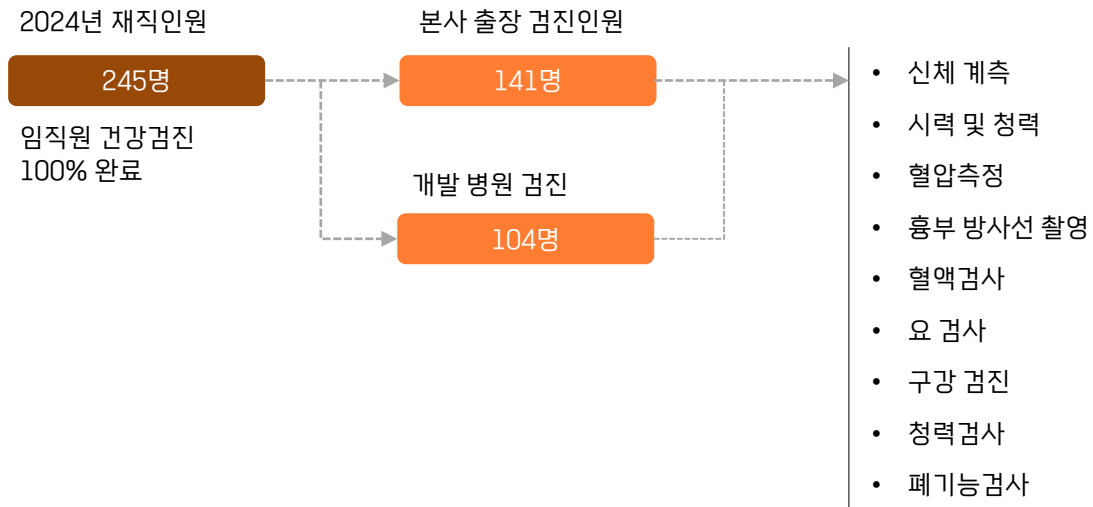 2024년 재직인원
245명
임직원 건강검진
100% 완료
본사 출장 검진인원
141명
개발 병원 검진
104명
• 신체 계측
• 시력 및 청력
• 혈압측정
• 흉부 방사선 촬영
• 혈액검사
• 요 검사
• 구강 검진
• 청력검사
• 폐기능검사